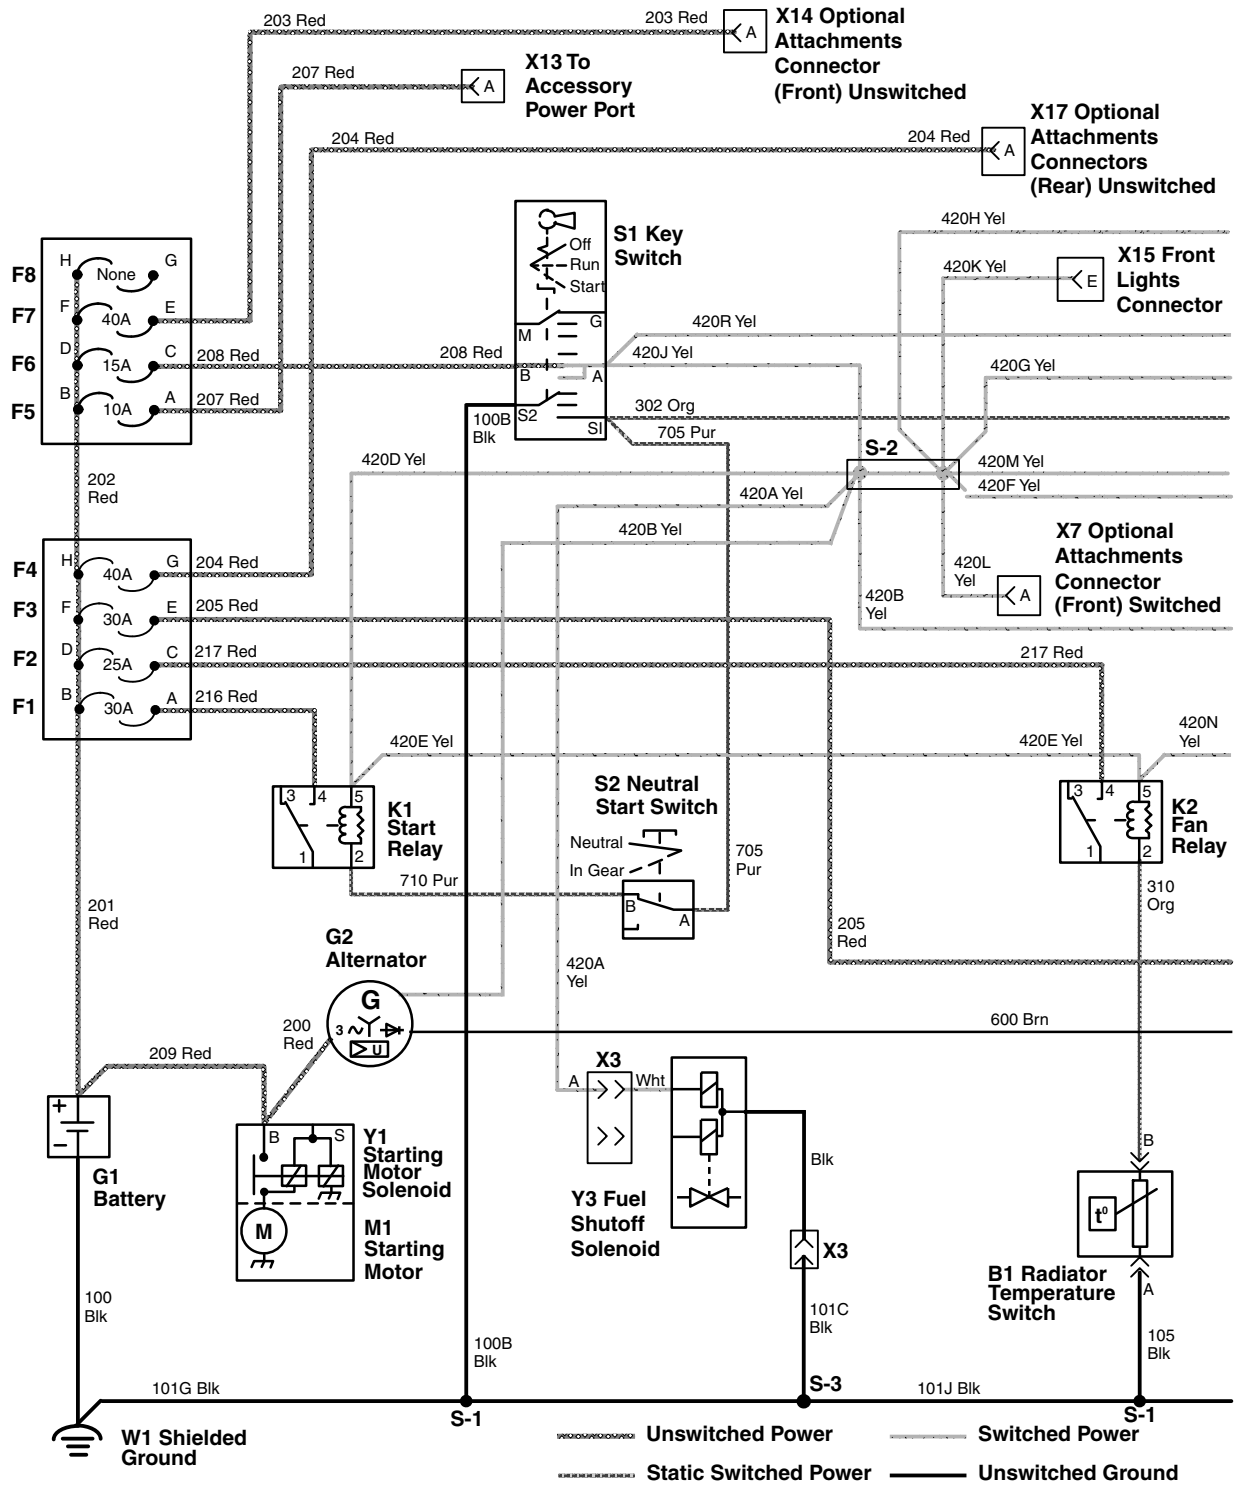 203 Red
203 Red
A
X14 Optional
Attachments
Connector
(Front) Unswitched
207 Red
A
X13 To
Accessory
Power Port
204 Red
204 Red
A
X17 Optional
Attachments
Connectors
(Rear) Unswitched
F8
H
None
G
F7
F
40A
E
F6
D
15A
C
208 Red
208 Red
F5
B
10A
A
207 Red
Off
Run
Start
M
G
B
A
S2
SI
S1 Key
Switch
420H Yel
420K Yel
E
X15 Front
Lights
Connector
420R Yel
420J Yel
420G Yel
302 Org
100B
Blk
705 Pur
S-2
420D Yel
420M Yel
420A Yel
420F Yel
420B Yel
202
Red
F4
H
40A
G
204 Red
F3
F
30A
E
205 Red
F2
D
25A
C
217 Red
217 Red
F1
B
30A
A
216 Red
420L
Yel
A
X7 Optional
Attachments
Connector
(Front) Switched
420B
Yel
420E Yel
420E Yel
420N
Yel
3
4
5
1
2
K1
Start
Relay
S2 Neutral
Start Switch
Neutral
In Gear
B
A
705
Pur
3
4
5
1
2
K2
Fan
Relay
710 Pur
310
Org
201
Red
205
Red
G2
Alternator
G
3
U
420A
Yel
200
Red
600 Brn
209 Red
X3
A
Wht
+
−
G1
Battery
B
S
M
Y1
Starting
Motor
Solenoid
M1
Starting
Motor
Y3 Fuel
Shutoff
Solenoid
Blk
X3
B
t°
B1 Radiator
Temperature
Switch
A
100
Blk
100B
Blk
101C
Blk
105
Blk
101G Blk
S-1
S-3
101J Blk
S-1
W1 Shielded
Ground
Unswitched Power
Switched Power
Static Switched Power
Unswitched Ground